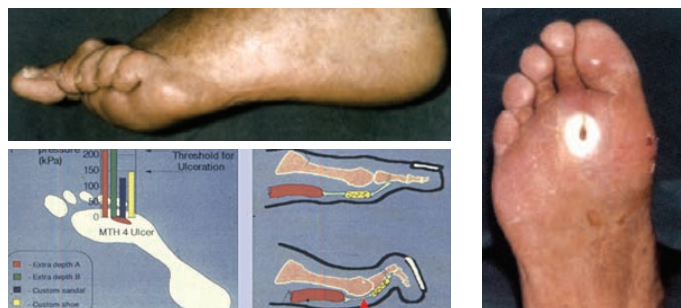 pressure
(kPa)
200
150
100
50
0
Threshold for
Ulceration
MTH 4 Ulcer
- Extra depth A
- Extra depth B
- Custom sandal
- Custom shoe